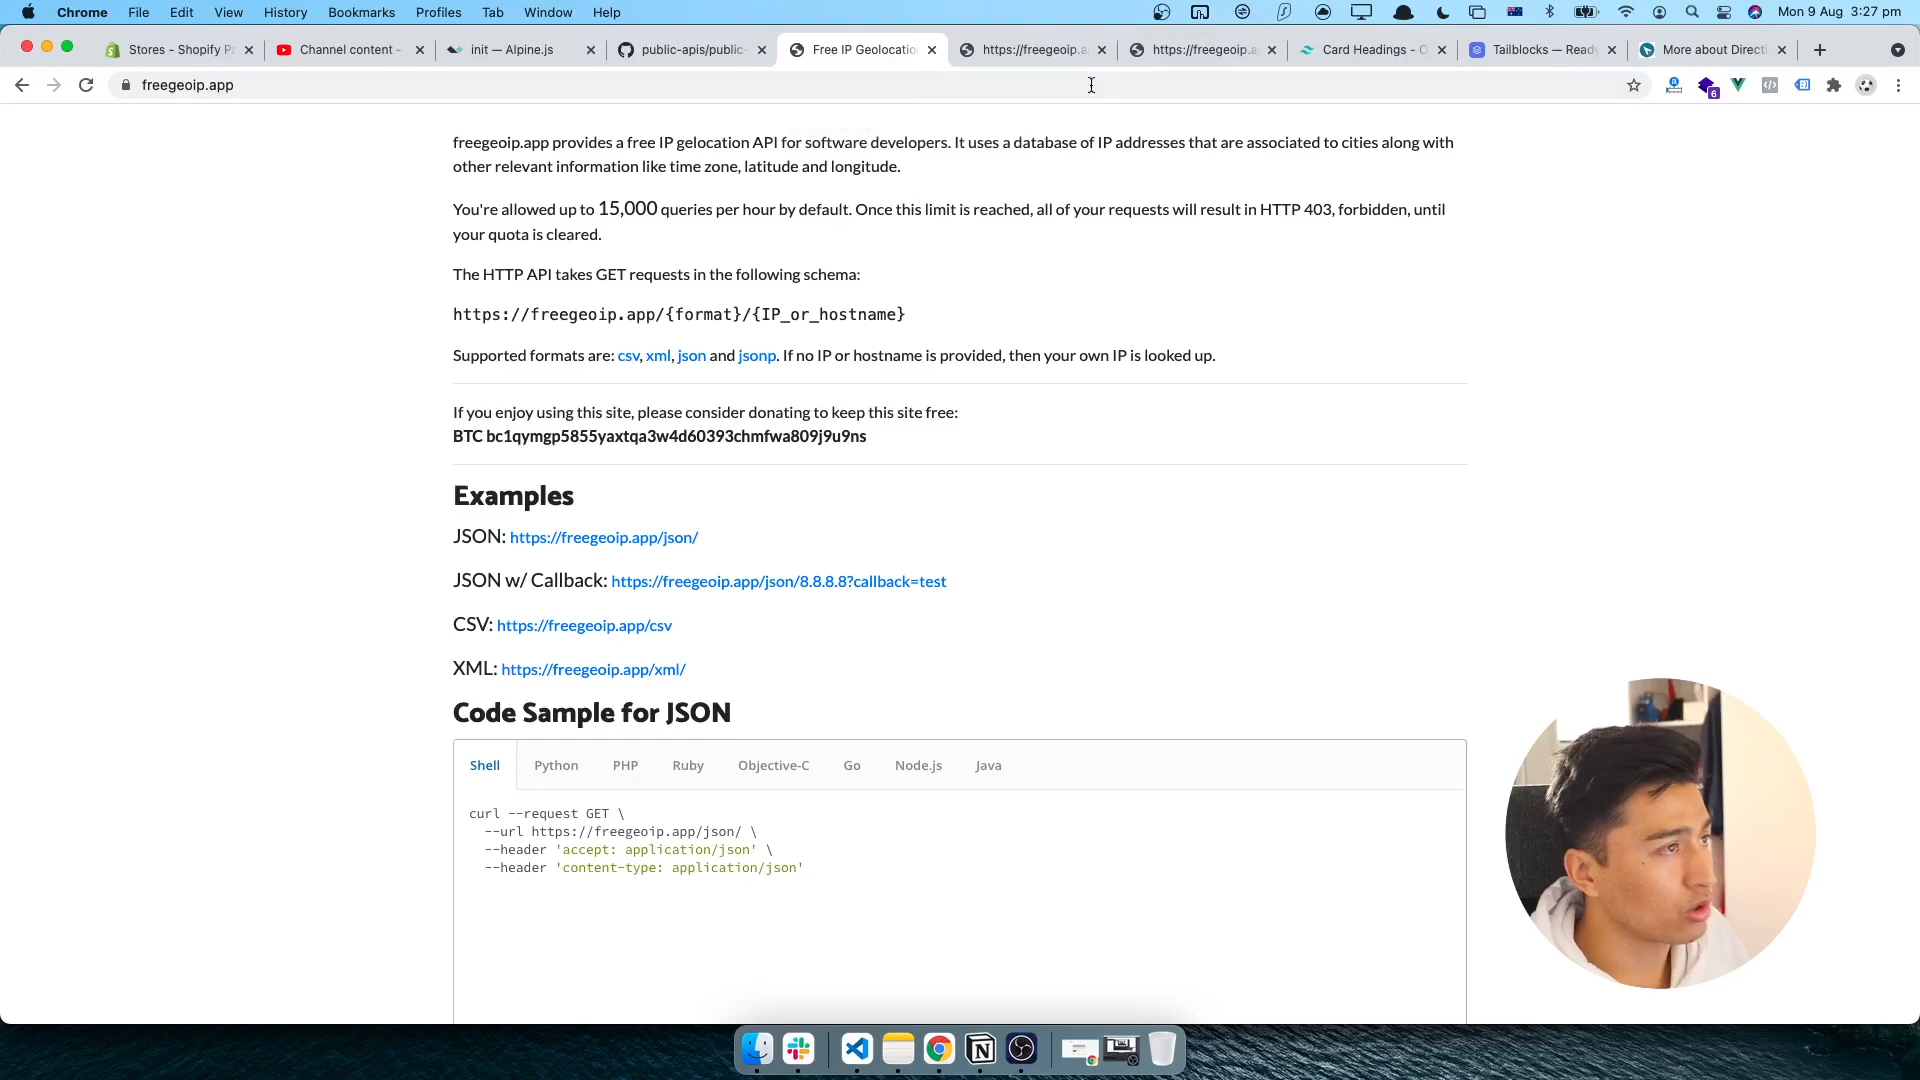 Chrome File Edit View History Bookmarks Profiles Tab Window Help Mon 9 Aug 3:27 pm
Stores - Shopify Pa Channel content - init — Alpine.js public-apis/public- Free IP Geolocatio https://freegeoip.a https://freegeoip.a Card Headings - O Tailblocks — Ready More about Directi
freegeoip.app 6
freegeoip.app provides a free IP gelocation API for software developers. It uses a database of IP addresses that are associated to cities along with
other relevant information like time zone, latitude and longitude.
You're allowed up to 15,000 queries per hour by default. Once this limit is reached, all of your requests will result in HTTP 403, forbidden, until
your quota is cleared.
The HTTP API takes GET requests in the following schema:
https://freegeoip.app/{format}/{IP_or_hostname}
Supported formats are: csv, xml, json and jsonp. If no IP or hostname is provided, then your own IP is looked up.
If you enjoy using this site, please consider donating to keep this site free:
BTC bc1qymgp5855yaxtqa3w4d60393chmfwa809j9u9ns
Examples
JSON: https://freegeoip.app/json/
JSON w/ Callback: https://freegeoip.app/json/8.8.8.8?callback=test
CSV: https://freegeoip.app/csv
XML: https://freegeoip.app/xml/
Code Sample for JSON
Shell Python PHP Ruby Objective-C Go Node.js Java
curl --request GET \
--url https://freegeoip.app/json/ \
--header 'accept: application/json' \
--header 'content-type: application/json'